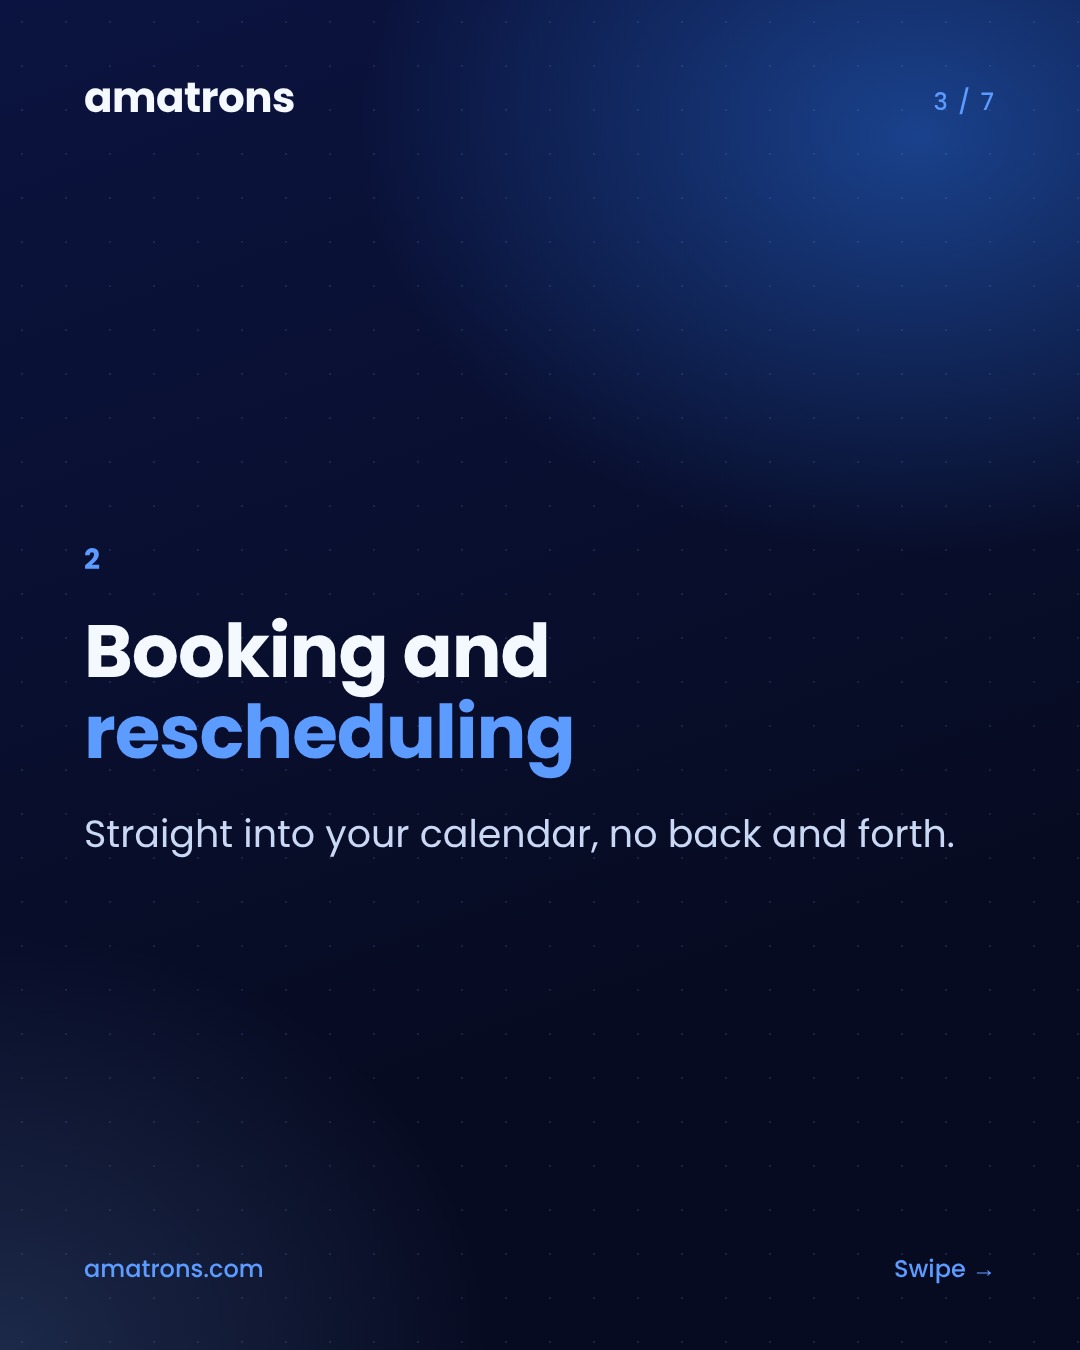 amatrons
3 / 7
2
Booking and
rescheduling
Straight into your calendar, no back and forth.
amatrons.com
Swipe →